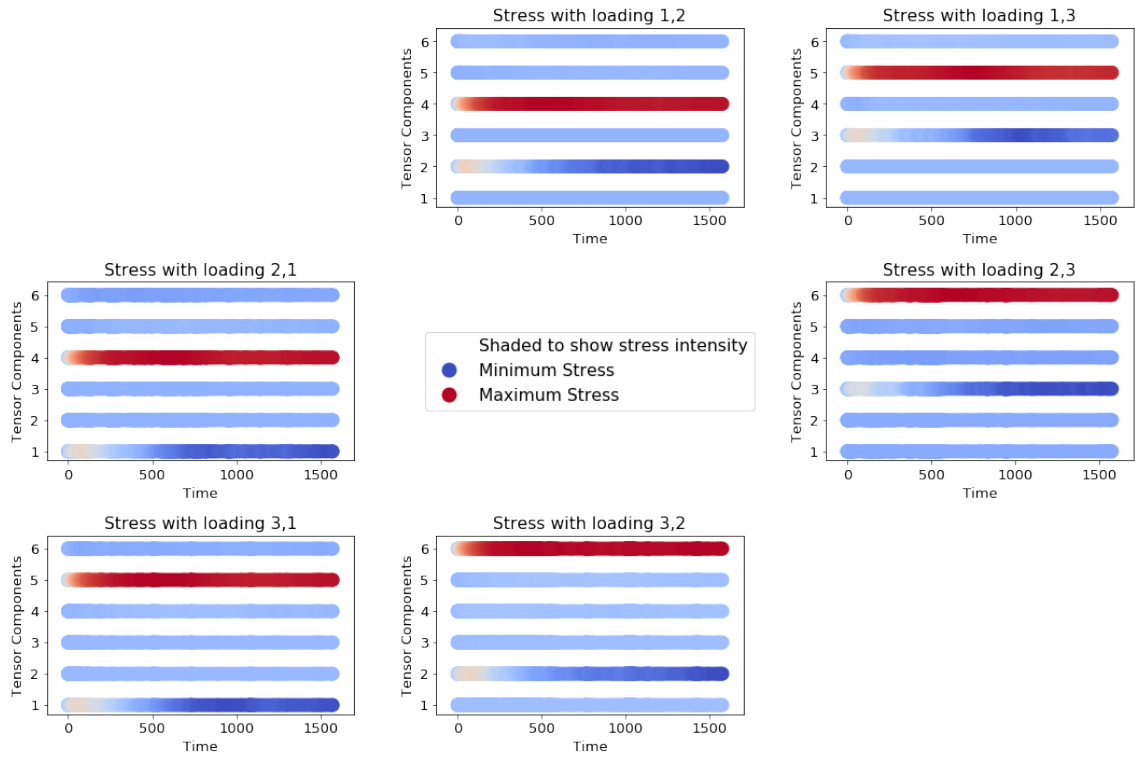 Stress with loading 1,2
Tensor Components
6
5
4
3
2
1
0 500 1000 1500
Time
Stress with loading 1,3
Tensor Components
6
5
4
3
2
1
0 500 1000 1500
Time
Stress with loading 2,1
Tensor Components
6
5
4
3
2
1
0 500 1000 1500
Time
Shaded to show stress intensity
Minimum Stress
Maximum Stress
Stress with loading 2,3
Tensor Components
6
5
4
3
2
1
0 500 1000 1500
Time
Stress with loading 3,1
Tensor Components
6
5
4
3
2
1
0 500 1000 1500
Time
Stress with loading 3,2
Tensor Components
6
5
4
3
2
1
0 500 1000 1500
Time